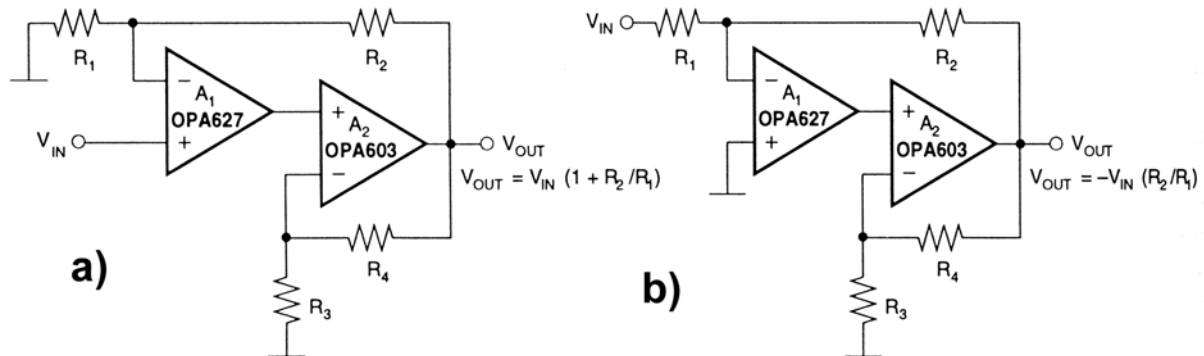 R1
R2
−
A1
OPA627
+
VIN
+
A2
OPA603
−
VOUT
VOUT = VIN (1 + R2/R1)
R4
R3
a)
VIN
R1
R2
−
A1
OPA627
+
+
A2
OPA603
−
VOUT
VOUT = −VIN (R2/R1)
R4
R3
b)